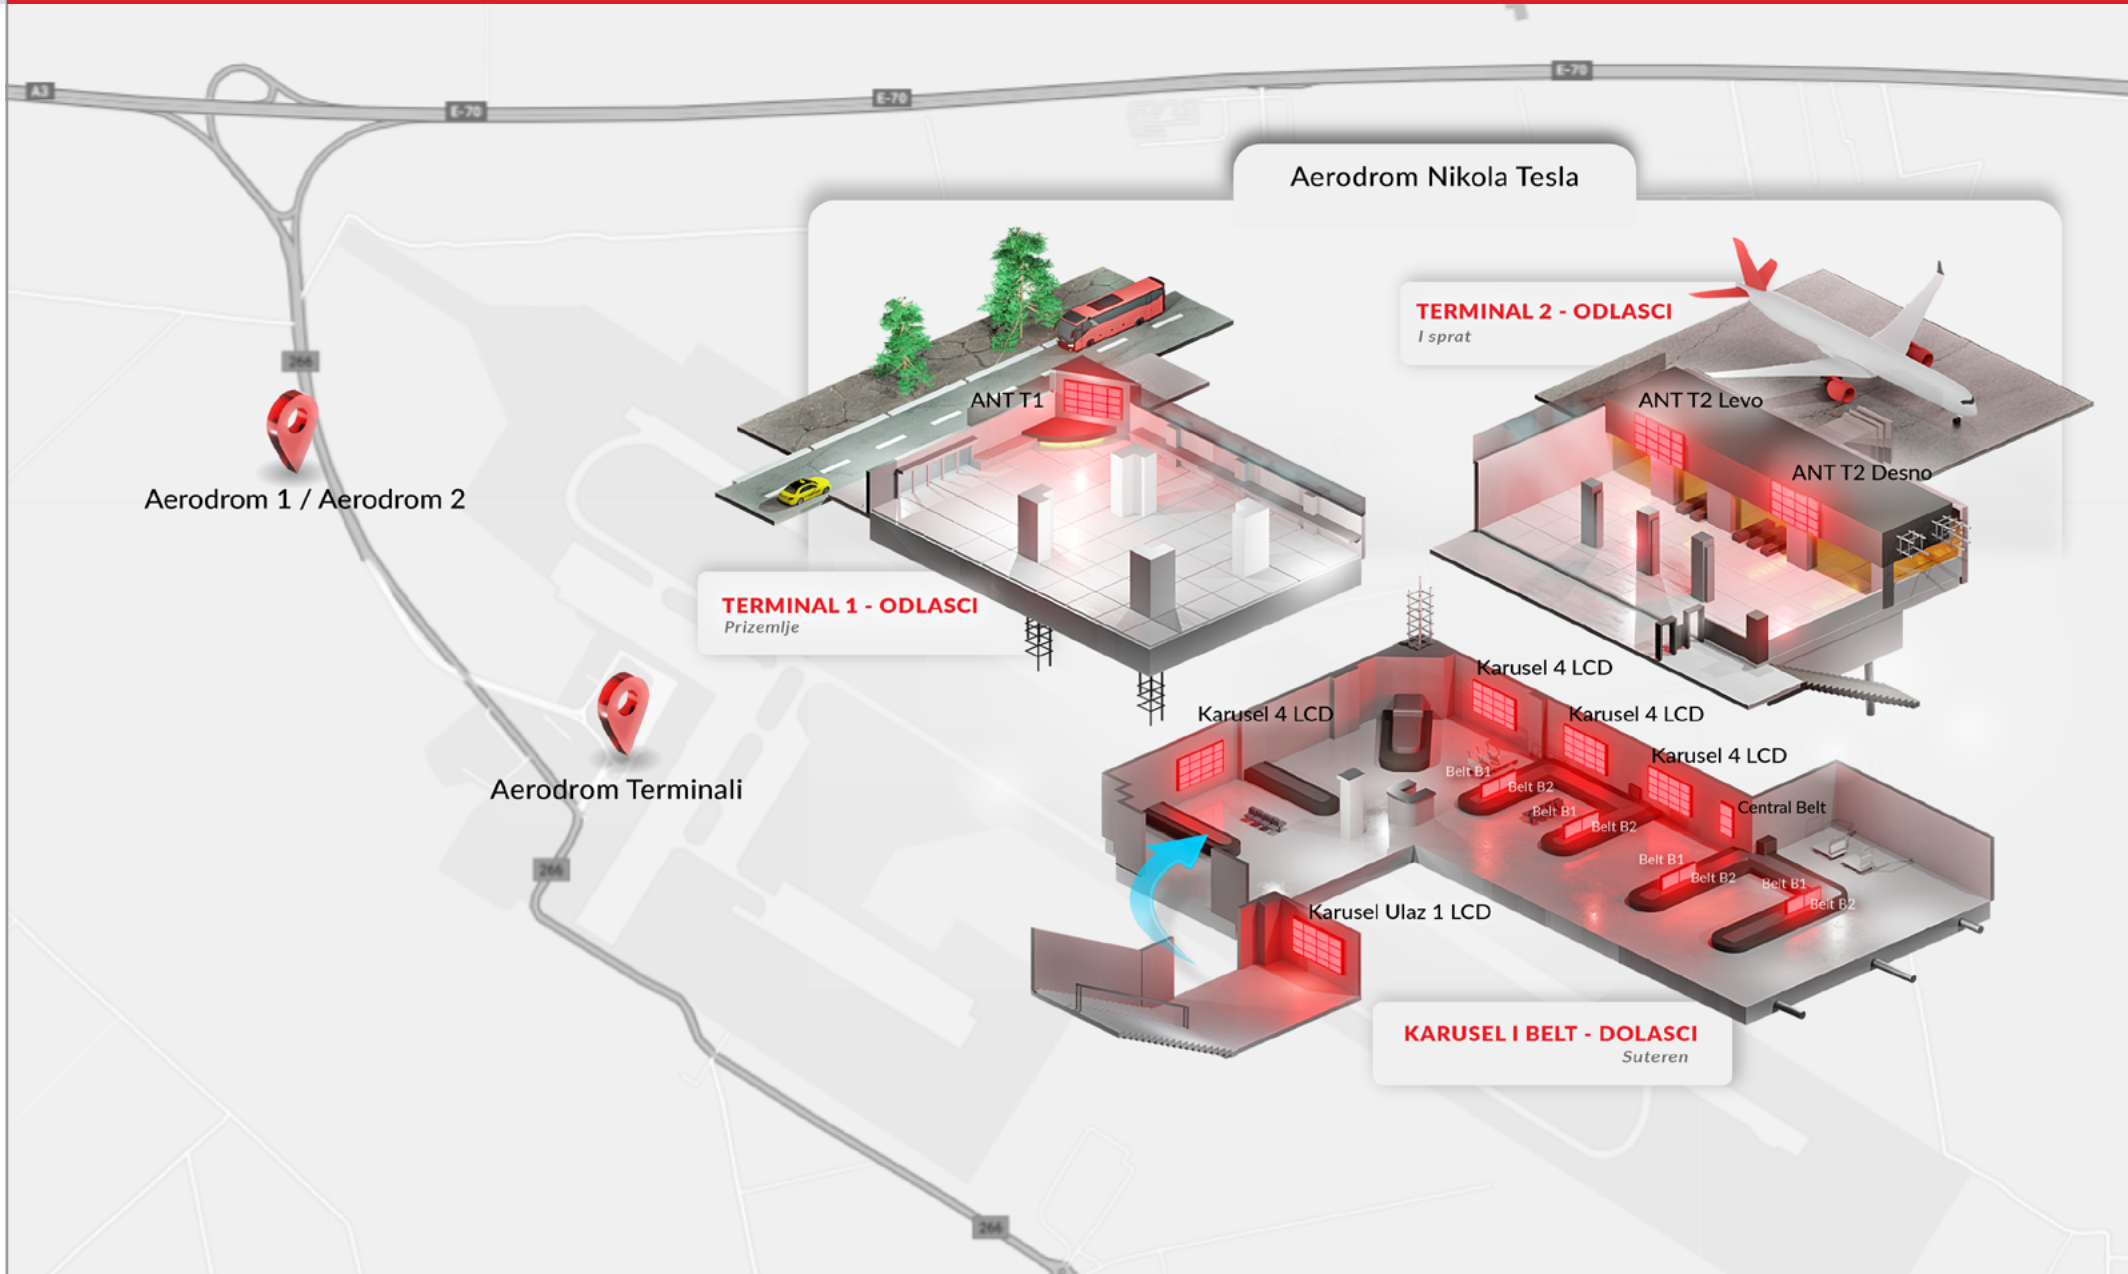 A3
E-70
E-70
E-70
Aerodrom Nikola Tesla
TERMINAL 2 - ODLASCI
I sprat
266
ANT T1
ANT T2 Levo
ANT T2 Desno
Aerodrom 1 / Aerodrom 2
TERMINAL 1 - ODLASCI
Prizemlje
Karusel 4 LCD
Karusel 4 LCD
Karusel 4 LCD
Karusel 4 LCD
Aerodrom Terminali
Belt B1
Belt B2
Belt B1
Belt B2
Central Belt
Belt B1
Belt B2
Belt B1
Belt B2
266
Karusel Ulaz 1 LCD
KARUSEL I BELT - DOLASCI
Suteren
266